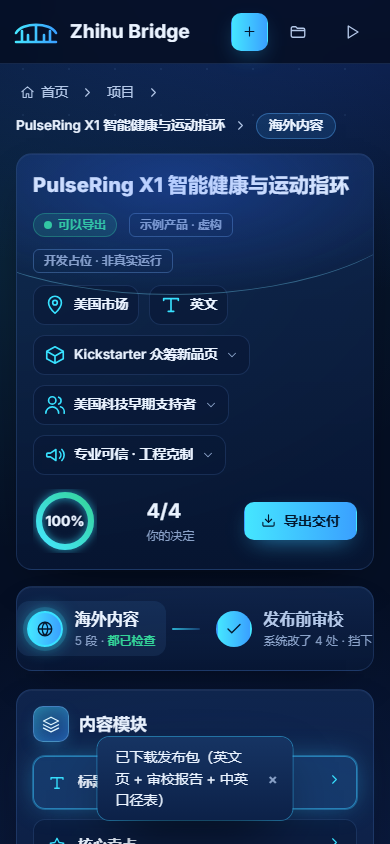 Zhihu Bridge
首页 > 项目 >
PulseRing X1 智能健康与运动指环 > 海外内容
PulseRing X1 智能健康与运动指环
可以导出 示例产品 · 虚构
开发占位 · 非真实运行
美国市场 英文
Kickstarter 众筹新品页
美国科技早期支持者
专业可信 · 工程克制
100%
4/4
你的决定
导出交付
海外内容
5 段 · 都已检查
发布前审校
系统改了 4 处 · 挡下
内容模块
已下载发布包（英文
页 + 审校报告 + 中英
口径表）
×
核心卖点